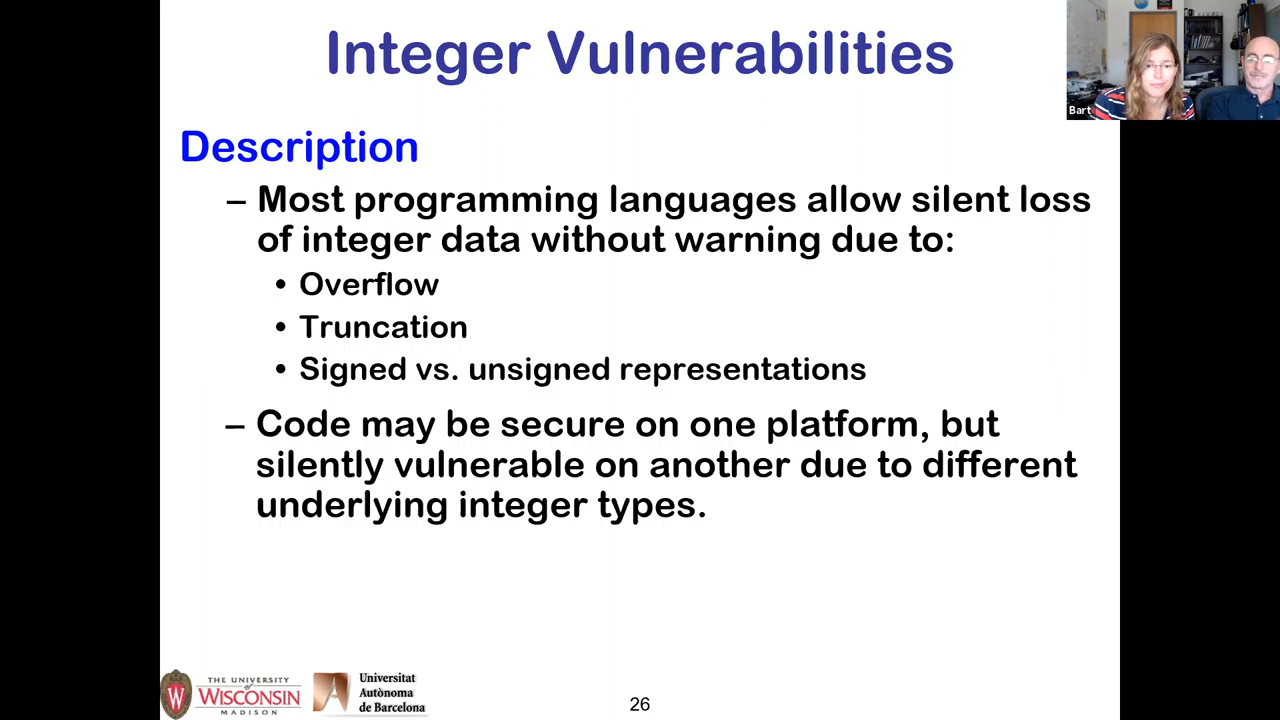 Integer Vulnerabilities
Bart
Description
– Most programming languages allow silent loss
of integer data without warning due to:
• Overflow
• Truncation
• Signed vs. unsigned representations
– Code may be secure on one platform, but
silently vulnerable on another due to different
underlying integer types.
W
THE UNIVERSITY
of
WISCONSIN
MADISON
Universitat
Autònoma
de Barcelona
26